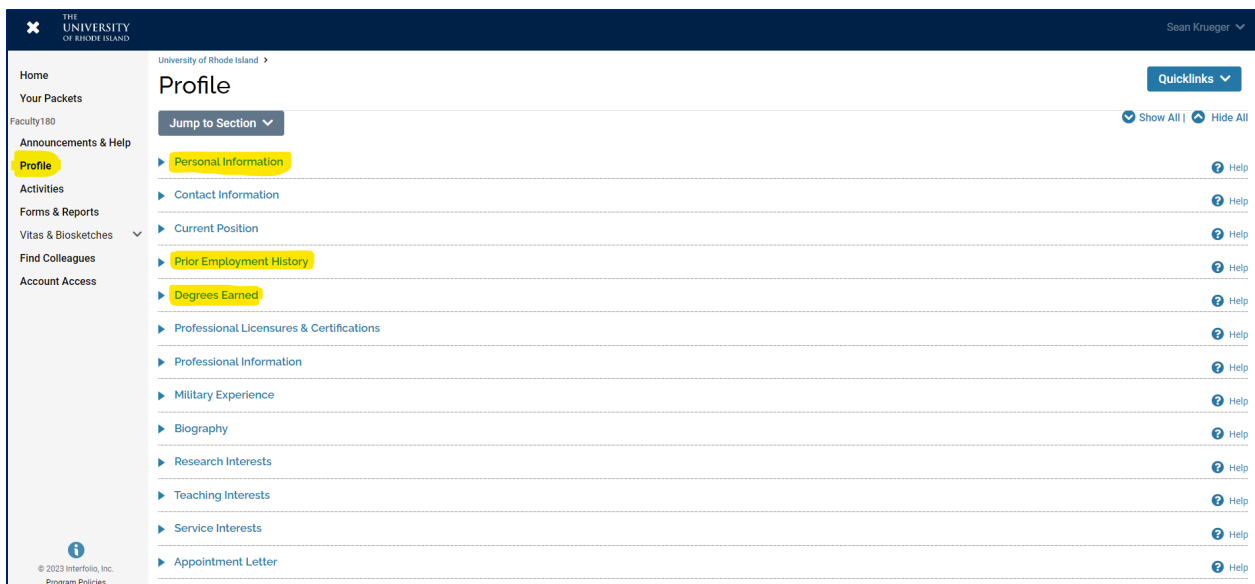 THE
UNIVERSITY
OF RHODE ISLAND
Sean Krueger
Home
Your Packets
Faculty180
Announcements & Help
Profile
Activities
Forms & Reports
Vitas & Biosketches
Find Colleagues
Account Access
© 2023 Interfolio, Inc.
Program Policies
University of Rhode Island >
Profile
Quicklinks
Jump to Section
Show All | Hide All
Personal Information
Help
Contact Information
Help
Current Position
Help
Prior Employment History
Help
Degrees Earned
Help
Professional Licensures & Certifications
Help
Professional Information
Help
Military Experience
Help
Biography
Help
Research Interests
Help
Teaching Interests
Help
Service Interests
Help
Appointment Letter
Help